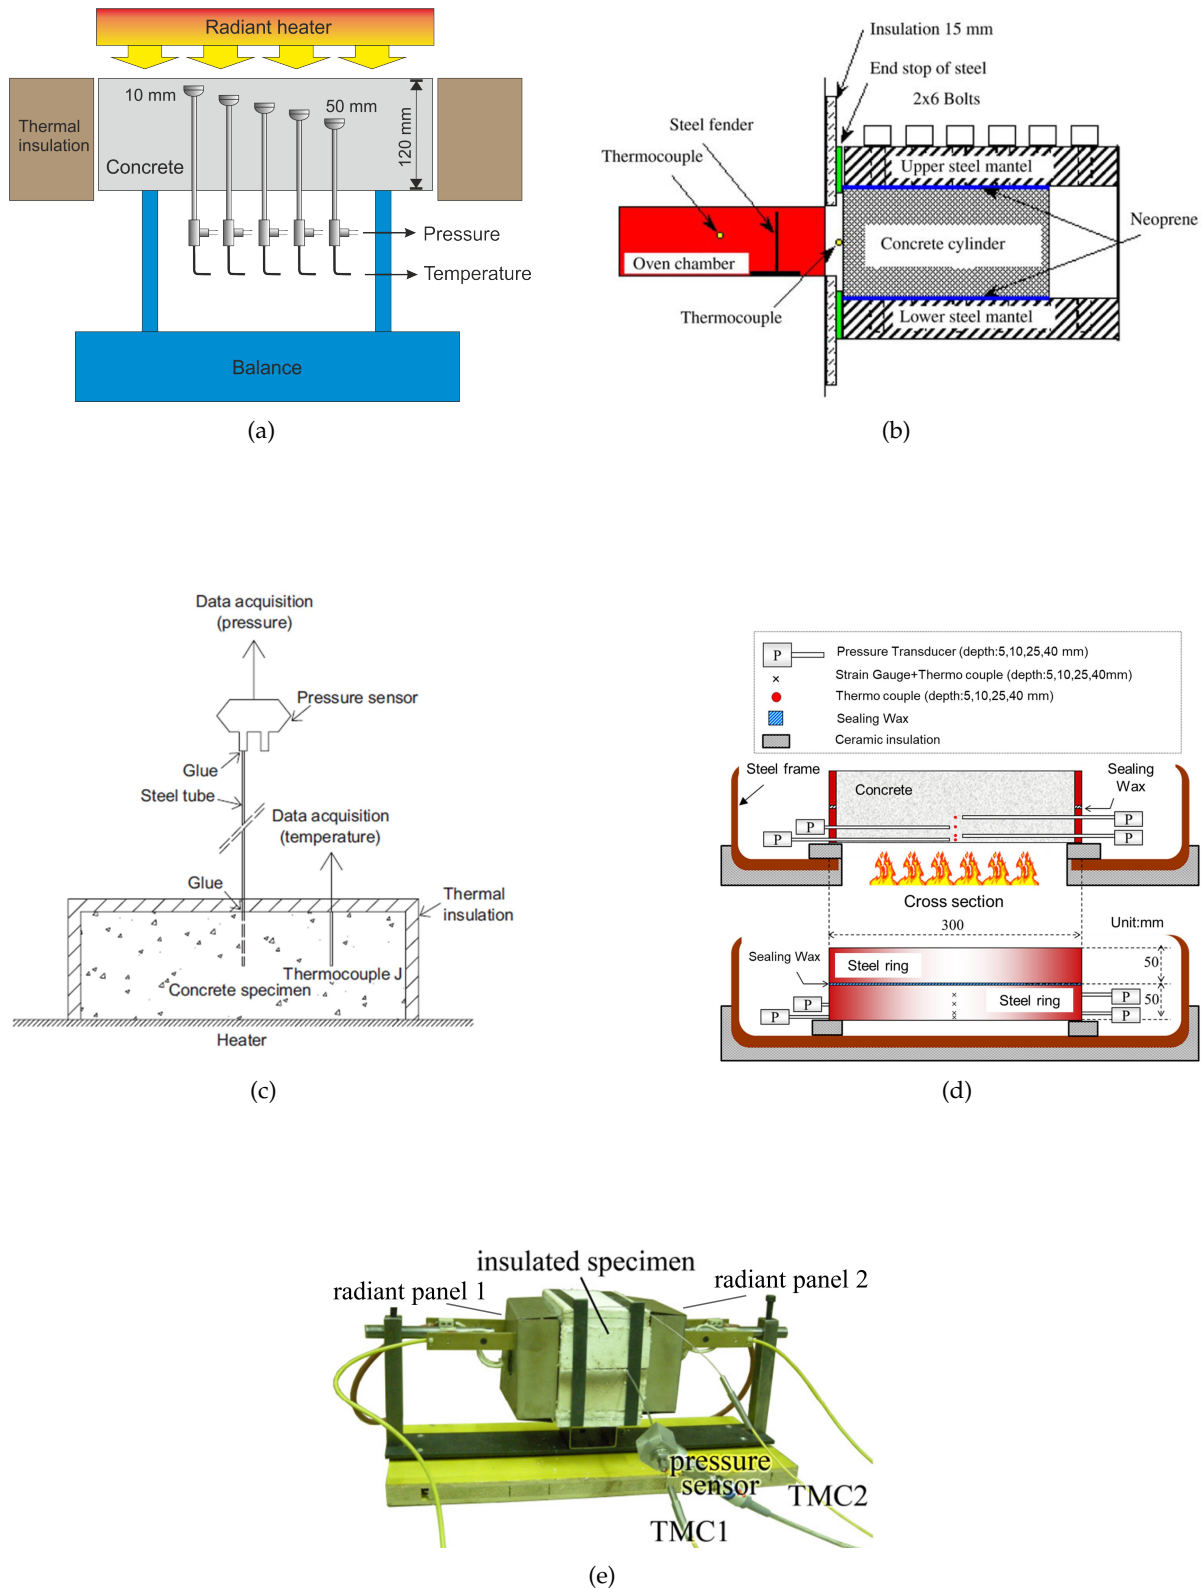 Radiant heater
10 mm
50 mm
120 mm
Thermal
insulation
Concrete
Pressure
Temperature
Balance
(a)
Insulation 15 mm
End stop of steel
2x6 Bolts
Steel fender
Thermocouple
Upper steel mantel
Neoprene
Concrete cylinder
Oven chamber
Thermocouple
Lower steel mantel
(b)
Data acquisition
(pressure)
Pressure sensor
Glue
Steel tube
Data acquisition
(temperature)
Glue
Thermal
insulation
Thermocouple J
Concrete specimen
Heater
(c)
P
Pressure Transducer (depth:5,10,25,40 mm)
Strain Gauge+Thermo couple (depth:5,10,25,40mm)
Thermo couple (depth:5,10,25,40 mm)
Sealing Wax
Ceramic insulation
Steel frame
Sealing
Wax
Concrete
P
P
P
P
Cross section
300
Unit:mm
Sealing Wax
Steel ring
50
Steel ring
50
P
P
P
P
(d)
insulated specimen
radiant panel 1
radiant panel 2
pressure
sensor
TMC2
TMC1
(e)